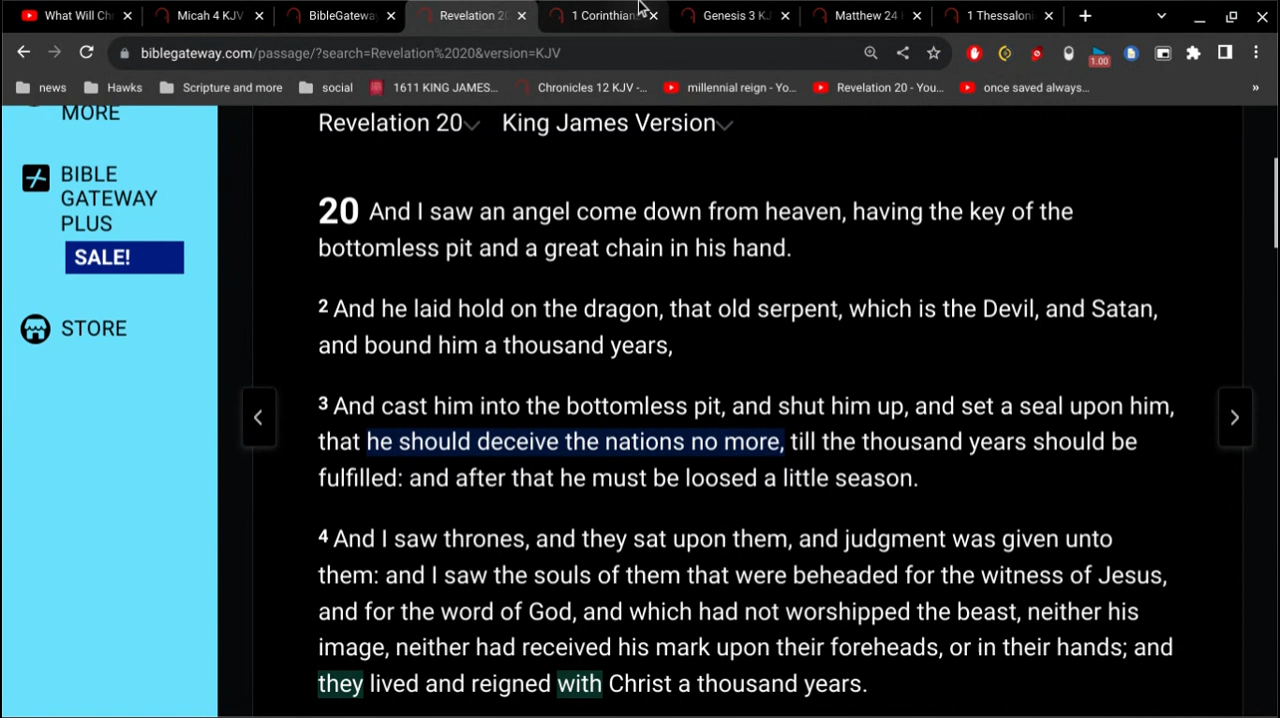 What Will Ch
Micah 4 KJV
BibleGateway
Revelation 20
1 Corinthian
Genesis 3 KJ
Matthew 24
1 Thessaloni
biblegateway.com/passage/?search=Revelation%2020&version=KJV
1.00
news
Hawks
Scripture and more
social
1611 KING JAMES...
Chronicles 12 KJV -...
millennial reign - Yo...
Revelation 20 - You...
once saved always...
»
MORE
BIBLE
GATEWAY
PLUS
SALE!
STORE
Revelation 20 King James Version
20 And I saw an angel come down from heaven, having the key of the
bottomless pit and a great chain in his hand.
2 And he laid hold on the dragon, that old serpent, which is the Devil, and Satan,
and bound him a thousand years,
3 And cast him into the bottomless pit, and shut him up, and set a seal upon him,
that he should deceive the nations no more, till the thousand years should be
fulfilled: and after that he must be loosed a little season.
4 And I saw thrones, and they sat upon them, and judgment was given unto
them: and I saw the souls of them that were beheaded for the witness of Jesus,
and for the word of God, and which had not worshipped the beast, neither his
image, neither had received his mark upon their foreheads, or in their hands; and
they lived and reigned with Christ a thousand years.